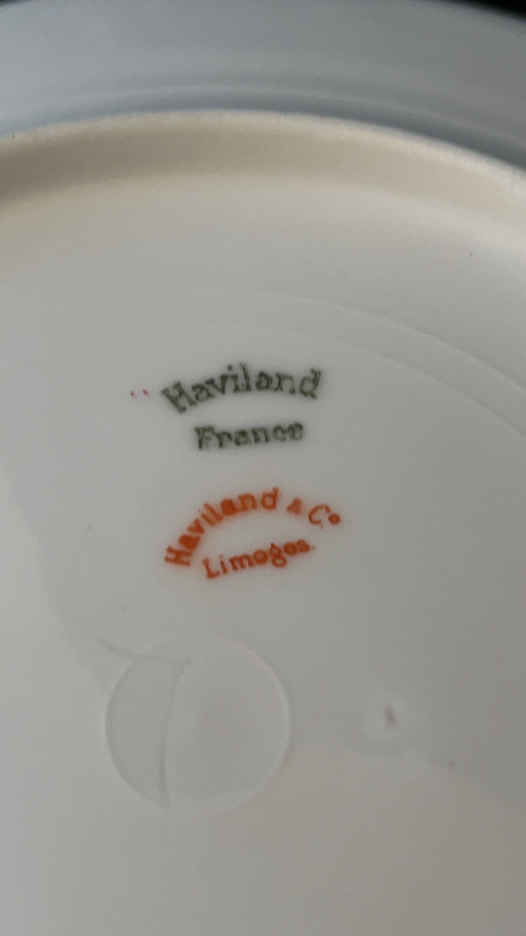 Haviland
France
Haviland & Co
Limoges.